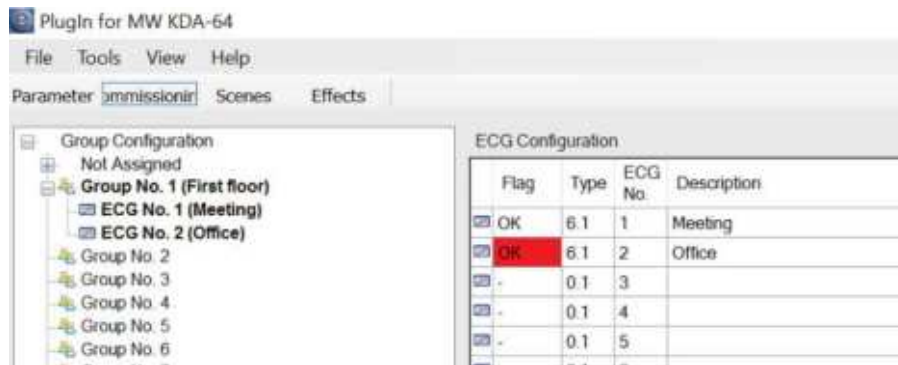 PlugIn for MW KDA-64
File Tools View Help
Parameter ommissionin Scenes Effects
Group Configuration
Not Assigned
Group No. 1 (First floor)
ECG No. 1 (Meeting)
ECG No. 2 (Office)
Group No. 2
Group No. 3
Group No. 4
Group No. 5
Group No. 6
ECG Configuration
Flag Type ECG No. Description
OK 6.1 1 Meeting
OK 6.1 2 Office
- 0.1 3
- 0.1 4
- 0.1 5